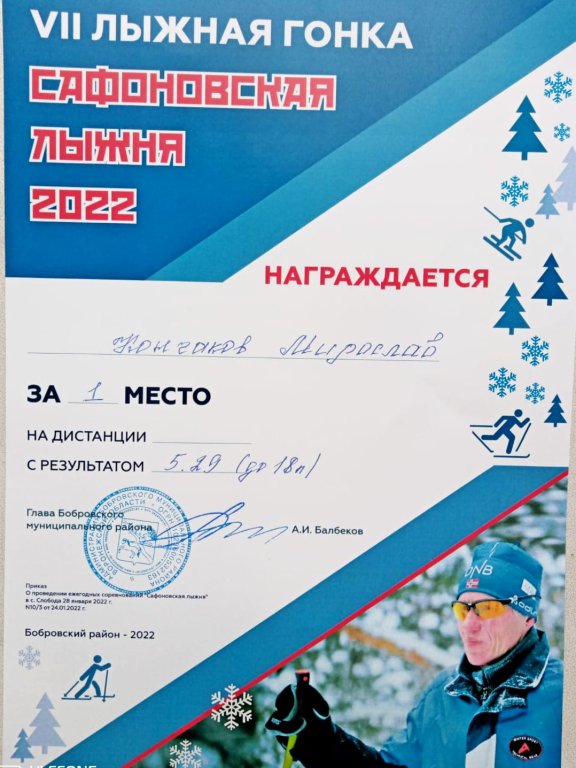 VII ЛЫЖНАЯ ГОНКА
САФОНОВСКАЯ
ЛЫЖНЯ
2022
НАГРАЖДАЕТСЯ
Колчаков Мирослав
ЗА 1 МЕСТО
НА ДИСТАНЦИИ
С РЕЗУЛЬТАТОМ 5.29 (до 18л)
Глава Бобровского
муниципального района
А.И. Балбеков
Приказ
О проведении ежегодных соревнований "Сафоновская лыжня"
в с. Слобода 28 января 2022 г.
N10/3 от 24.01.2022 г.
Бобровский район - 2022
DNB